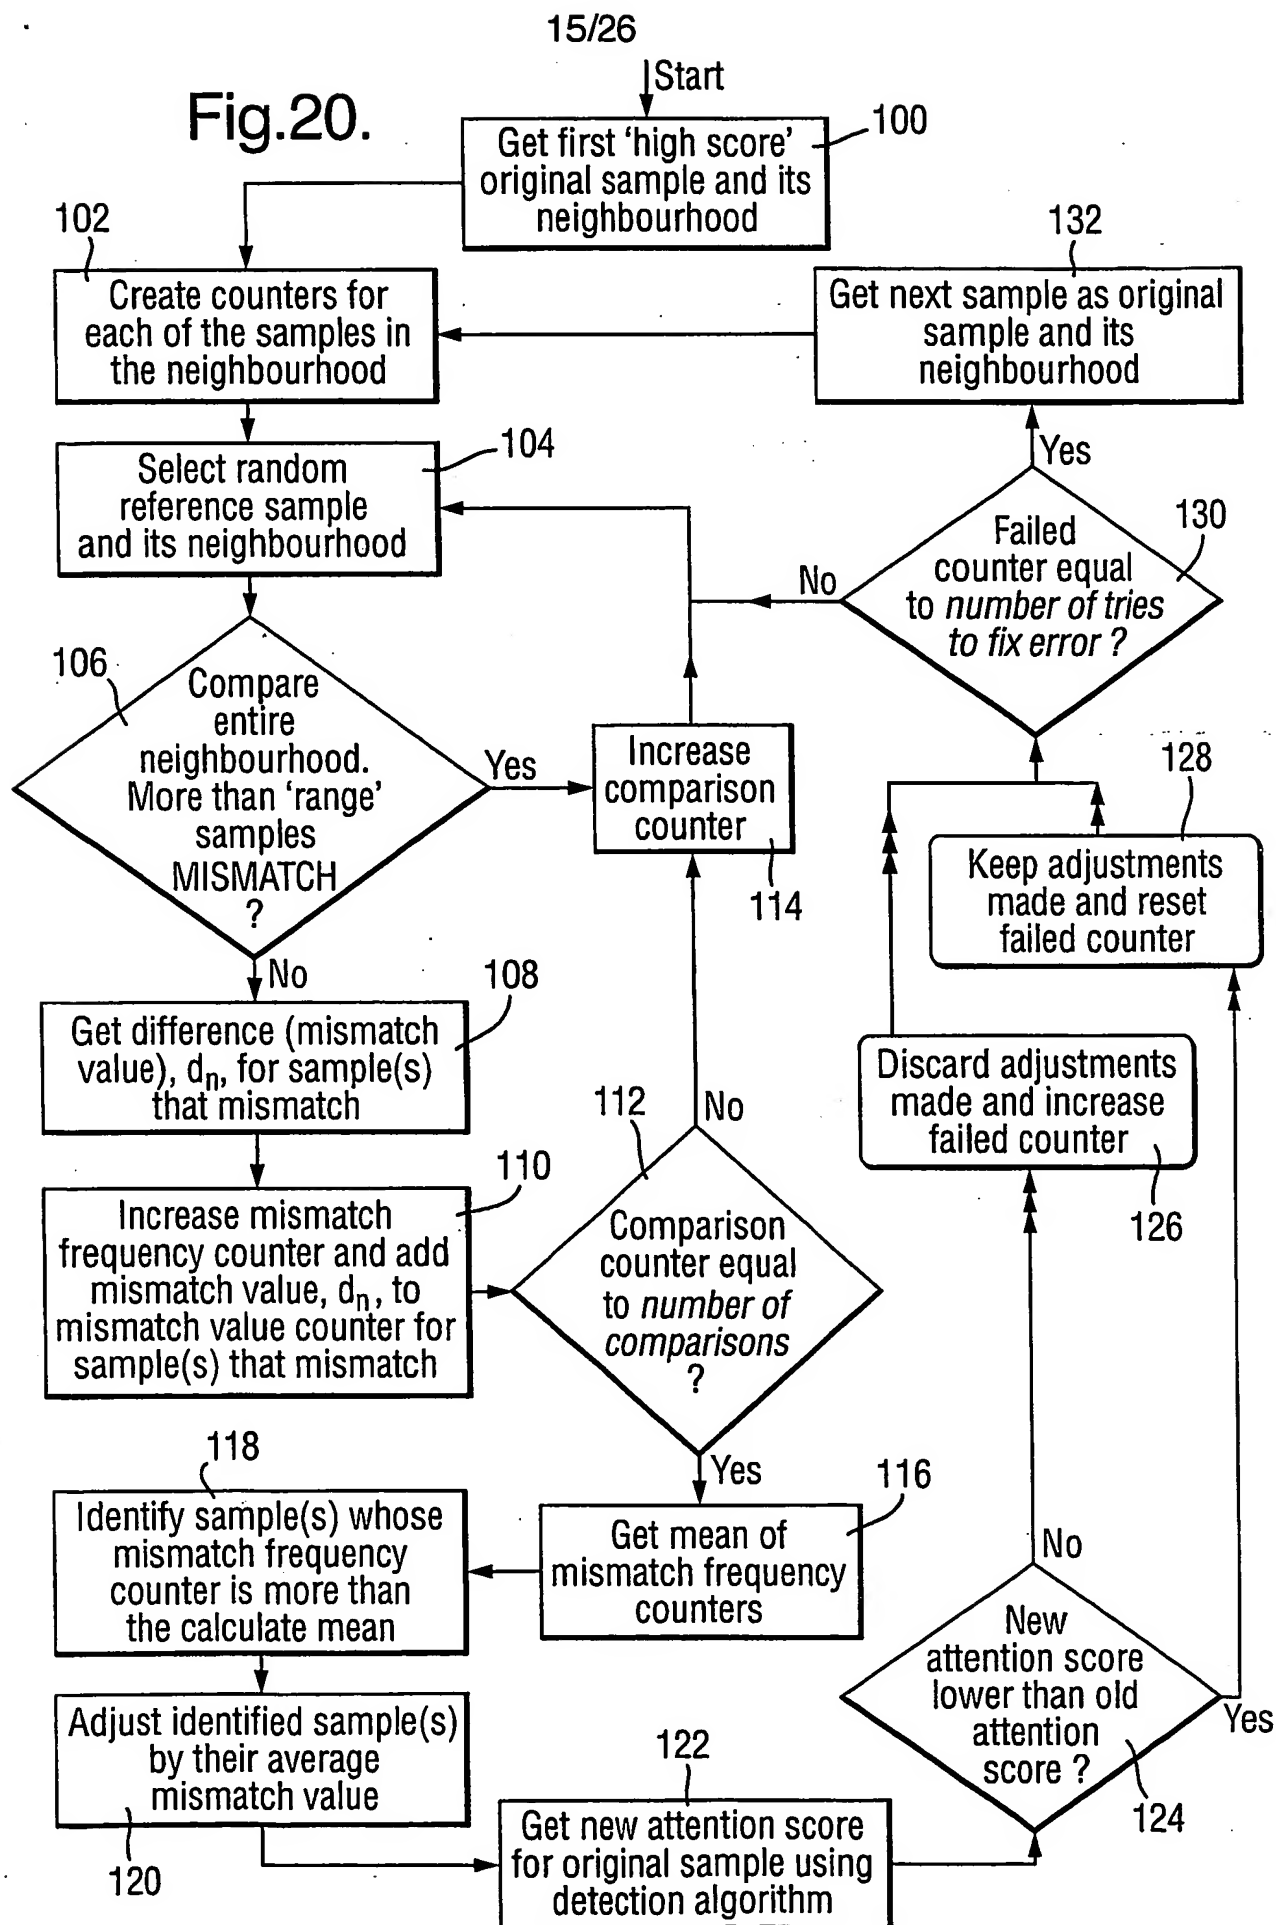 15/26
Fig.20.
Start
Get first 'high score'
original sample and its
neighbourhood
100
102
Create counters for
each of the samples in
the neighbourhood
132
Get next sample as original
sample and its
neighbourhood
104
Select random
reference sample
and its neighbourhood
Yes
130
Failed
counter equal
to number of tries
to fix error ?
No
106
Compare
entire
neighbourhood.
More than 'range'
samples
MISMATCH
?
Yes
Increase
comparison
counter
114
128
Keep adjustments
made and reset
failed counter
No
108
Get difference (mismatch
value), dn, for sample(s)
that mismatch
Discard adjustments
made and increase
failed counter
126
112
No
110
Increase mismatch
frequency counter and add
mismatch value, dn, to
mismatch value counter for
sample(s) that mismatch
Comparison
counter equal
to number of
comparisons
?
Yes
116
Get mean of
mismatch frequency
counters
118
Identify sample(s) whose
mismatch frequency
counter is more than
the calculate mean
No
New
attention score
lower than old
attention
score ?
Yes
124
Adjust identified sample(s)
by their average
mismatch value
120
122
Get new attention score
for original sample using
detection algorithm